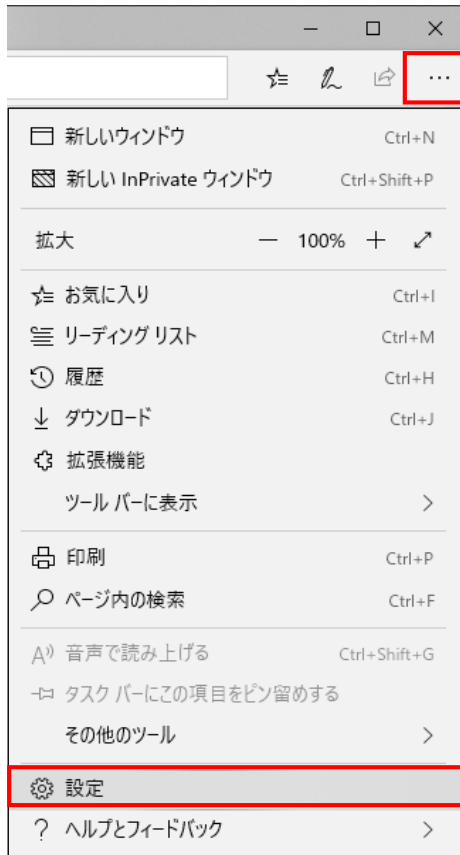 新しいウィンドウ Ctrl+N
新しい InPrivate ウィンドウ Ctrl+Shift+P
拡大 — 100% +
お気に入り Ctrl+I
リーディング リスト Ctrl+M
履歴 Ctrl+H
ダウンロード Ctrl+J
拡張機能
ツール バーに表示
印刷 Ctrl+P
ページ内の検索 Ctrl+F
音声で読み上げる Ctrl+Shift+G
タスク バーにこの項目をピン留めする
その他のツール
設定
ヘルプとフィードバック